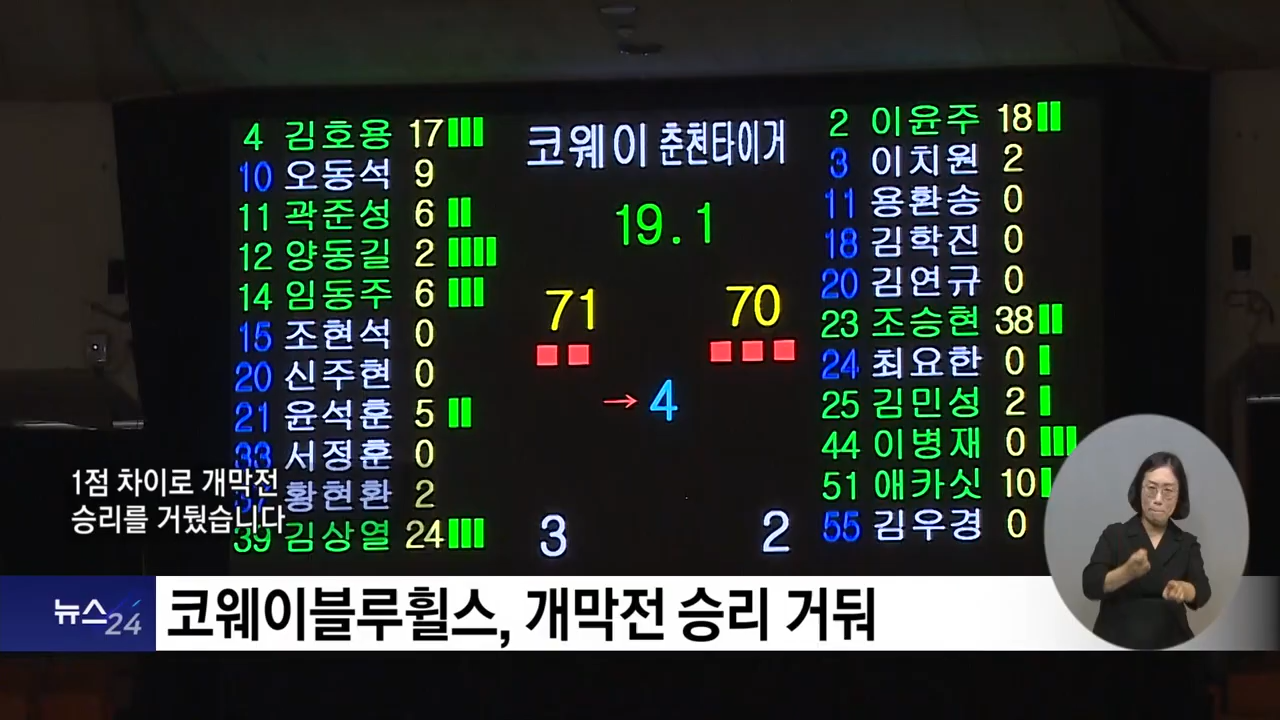 4 김호용 17
10 오동석 9
11 곽준성 6
12 양동길 2
14 임동주 6
15 조현석 0
20 신주현 0
21 윤석훈 5
33 서정훈 0
황현환 2
39 김상열 24
코웨이 춘천타이거
19.1
71 70
→ 4
3 2
2 이윤주 18
3 이치원 2
11 용환송 0
18 김학진 0
20 김연규 0
23 조승현 38
24 최요한 0
25 김민성 2
44 이병재 0
51 애카싯 10
55 김우경 0
1점 차이로 개막전
승리를 거뒀습니다
뉴스24
코웨이블루휠스, 개막전 승리 거둬